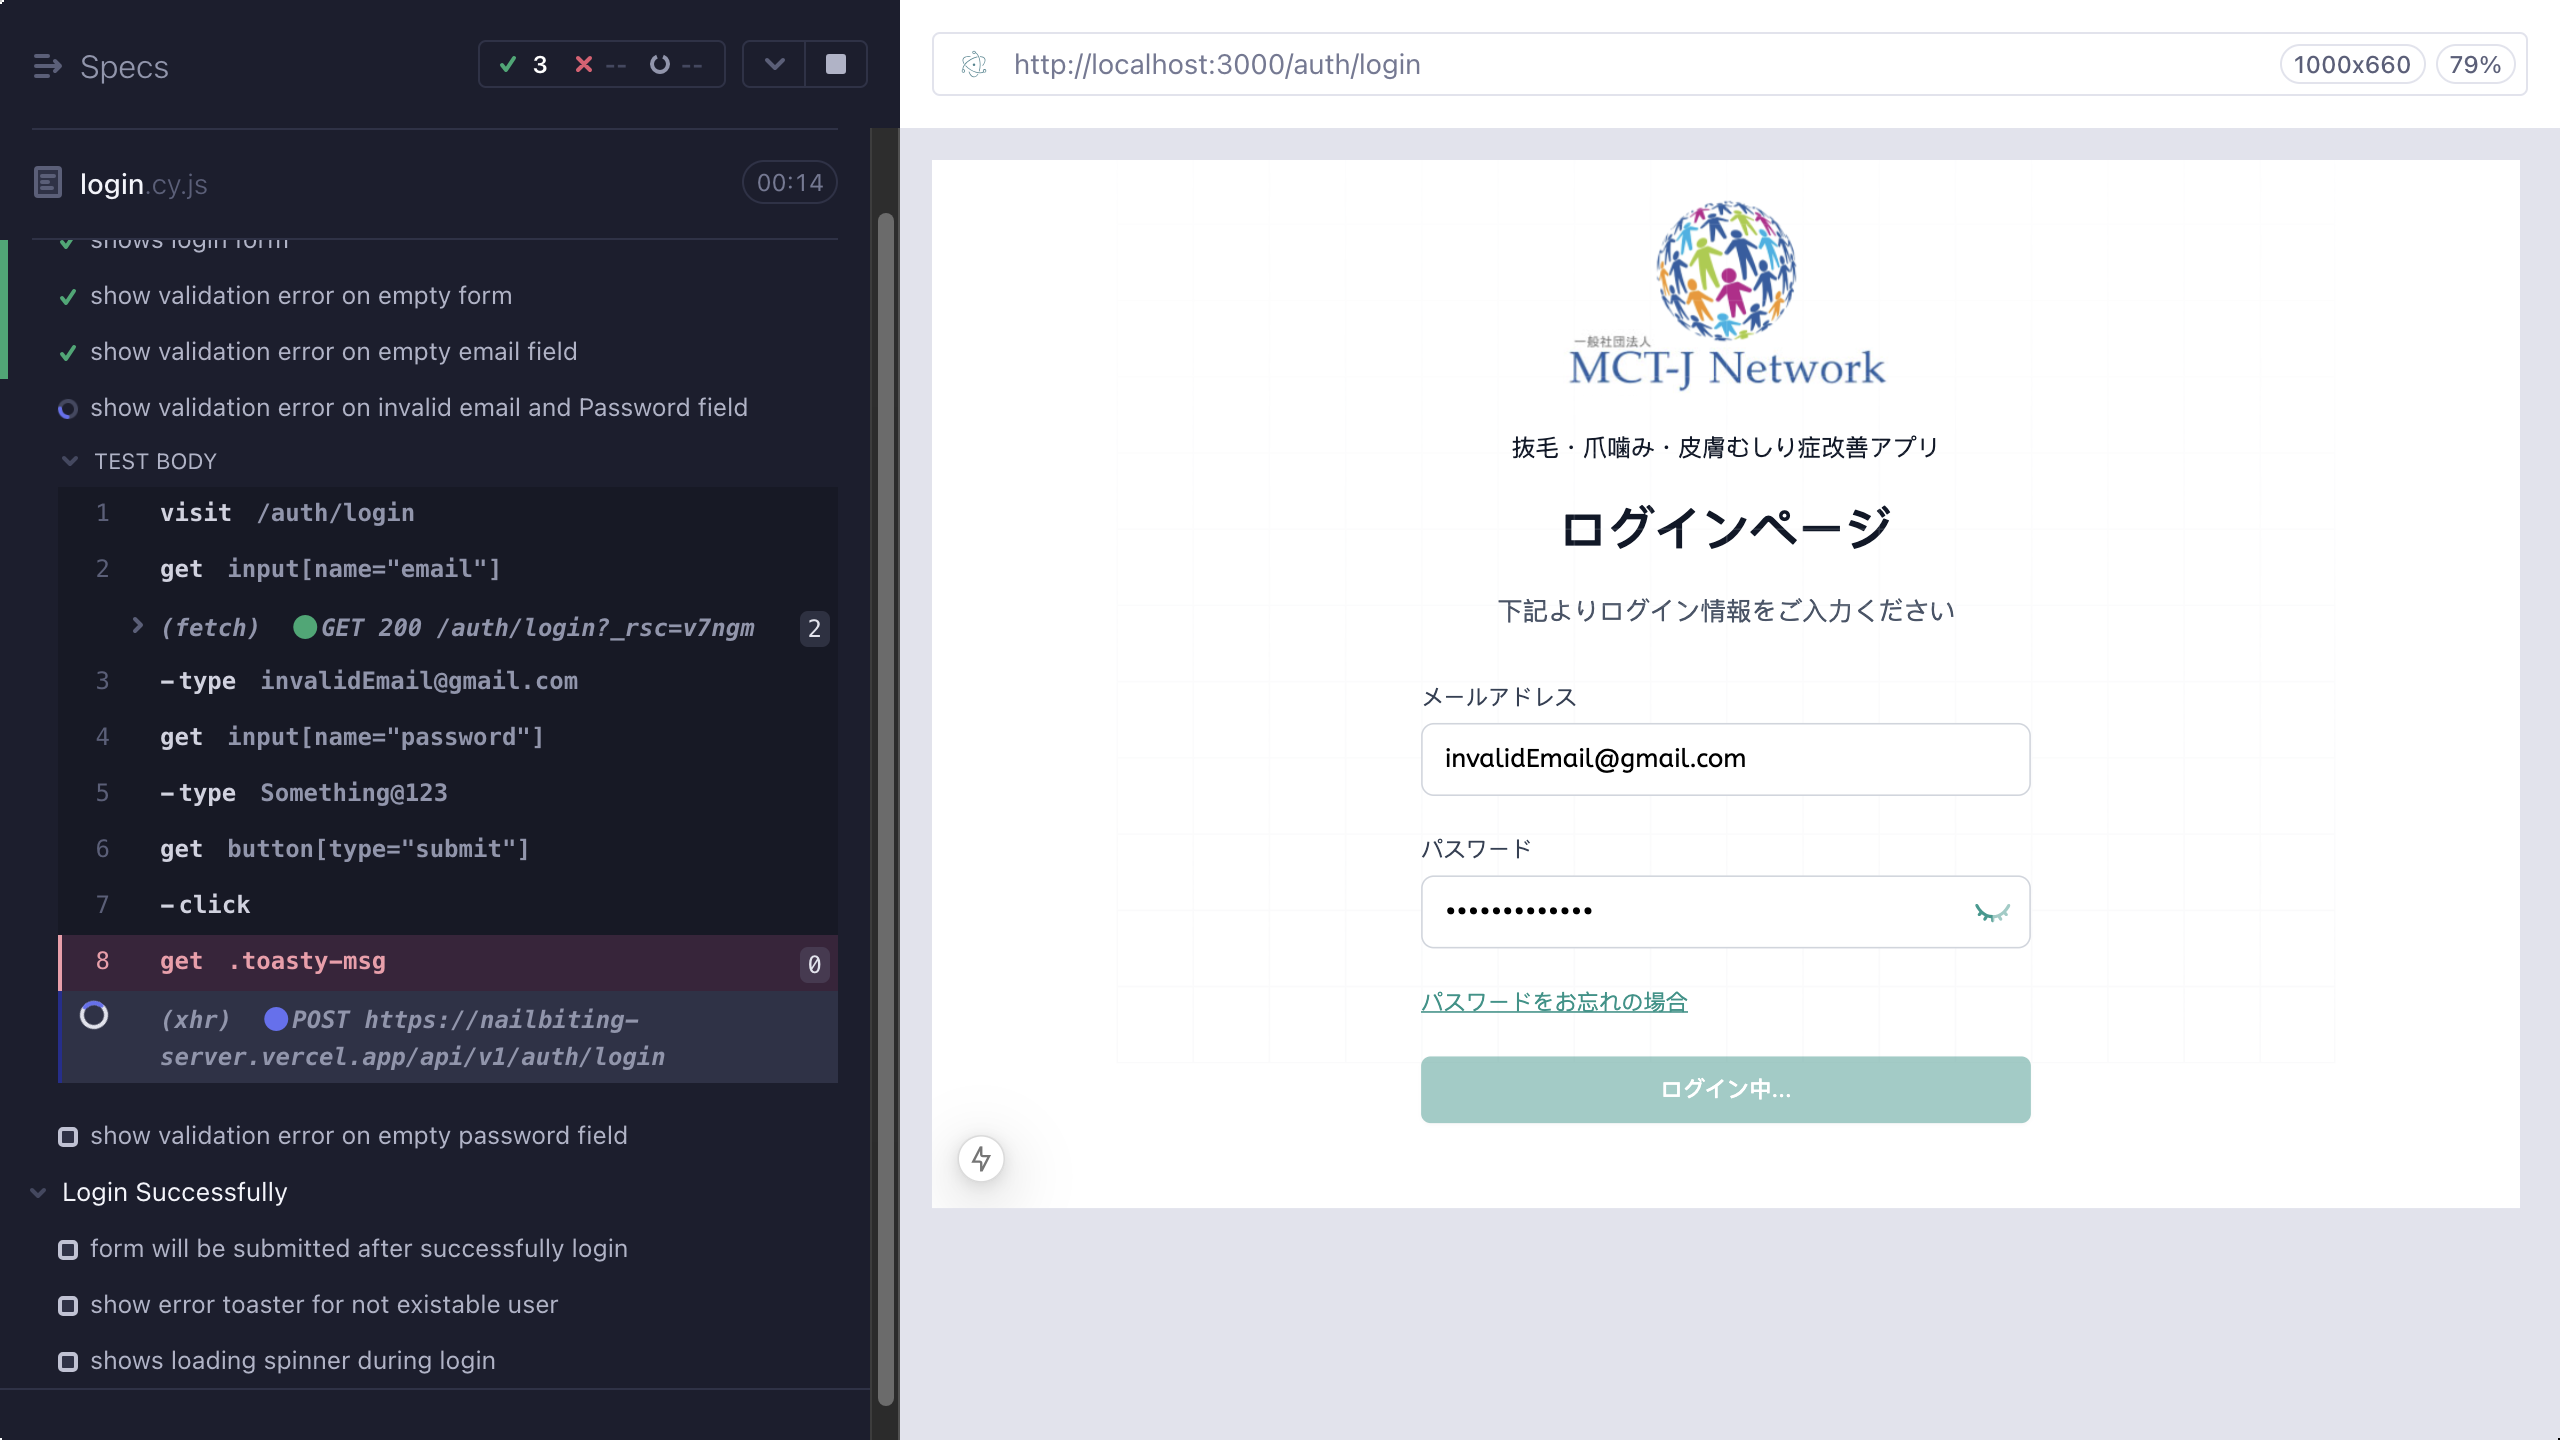 Specs
3 -- --
login.cy.js
00:14
shows login form
show validation error on empty form
show validation error on empty email field
show validation error on invalid email and Password field
TEST BODY
1 visit /auth/login
2 get input[name="email"]
(fetch) GET 200 /auth/login?_rsc=v7ngm 2
3 -type invalidEmail@gmail.com
4 get input[name="password"]
5 -type Something@123
6 get button[type="submit"]
7 -click
8 get .toasty-msg 0
(xhr) POST https://nailbiting-
server.vercel.app/api/v1/auth/login
show validation error on empty password field
Login Successfully
form will be submitted after successfully login
show error toaster for not existable user
shows loading spinner during login
http://localhost:3000/auth/login
1000x660
79%
一般社団法人
MCT-J Network
抜毛・爪噛み・皮膚むしり症改善アプリ
ログインページ
下記よりログイン情報をご入力ください
メールアドレス
invalidEmail@gmail.com
パスワード
•••••••••••••
パスワードをお忘れの場合
ログイン中...